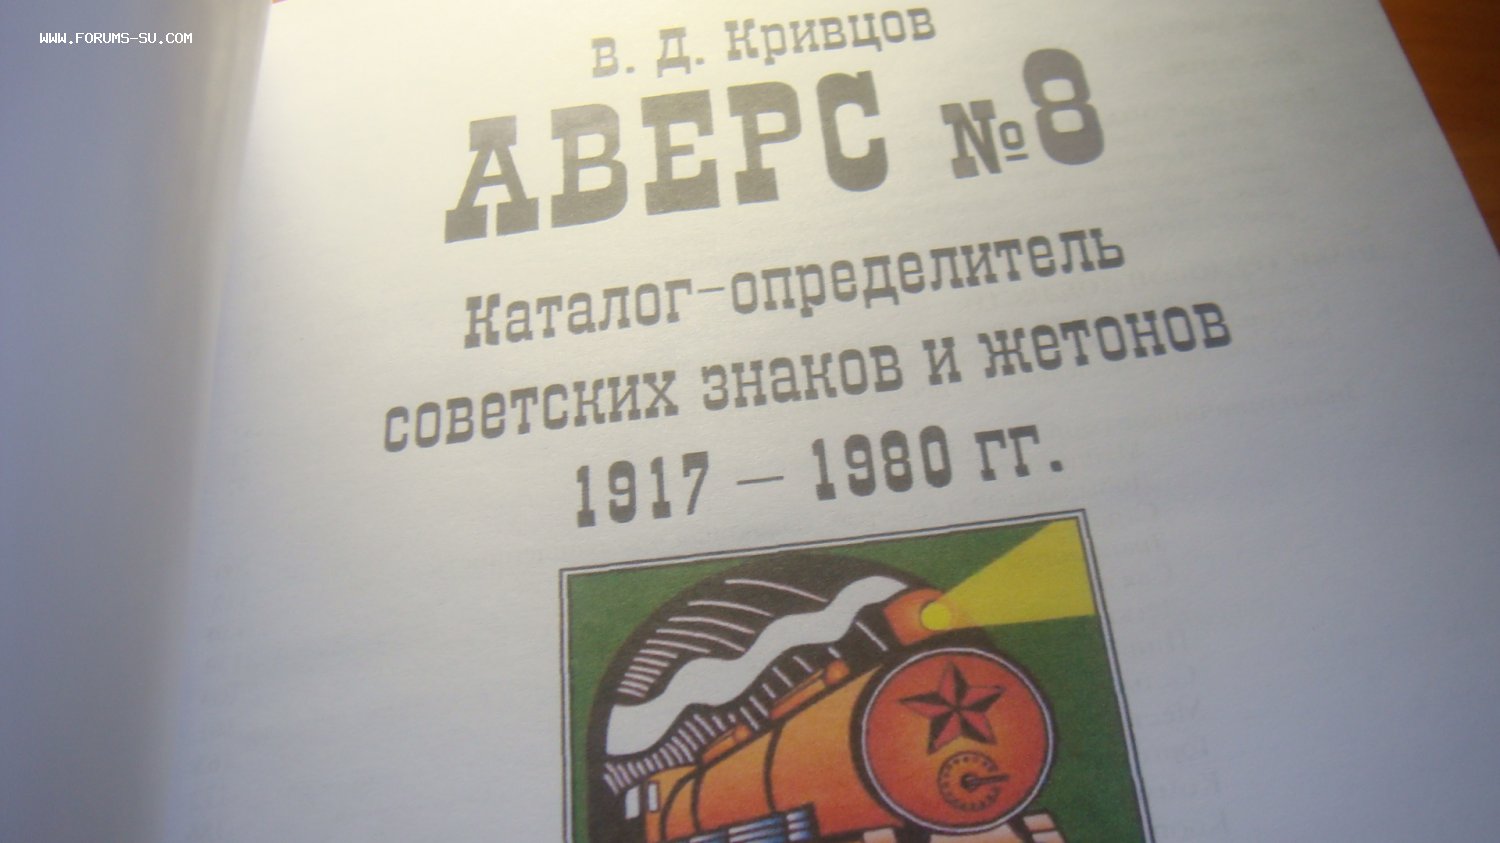 WWW.FORUMS-SU.COM
В. Д. Кривцов
АВЕРС №8
Каталог-определитель
советских знаков и жетонов
1917 — 1980 гг.